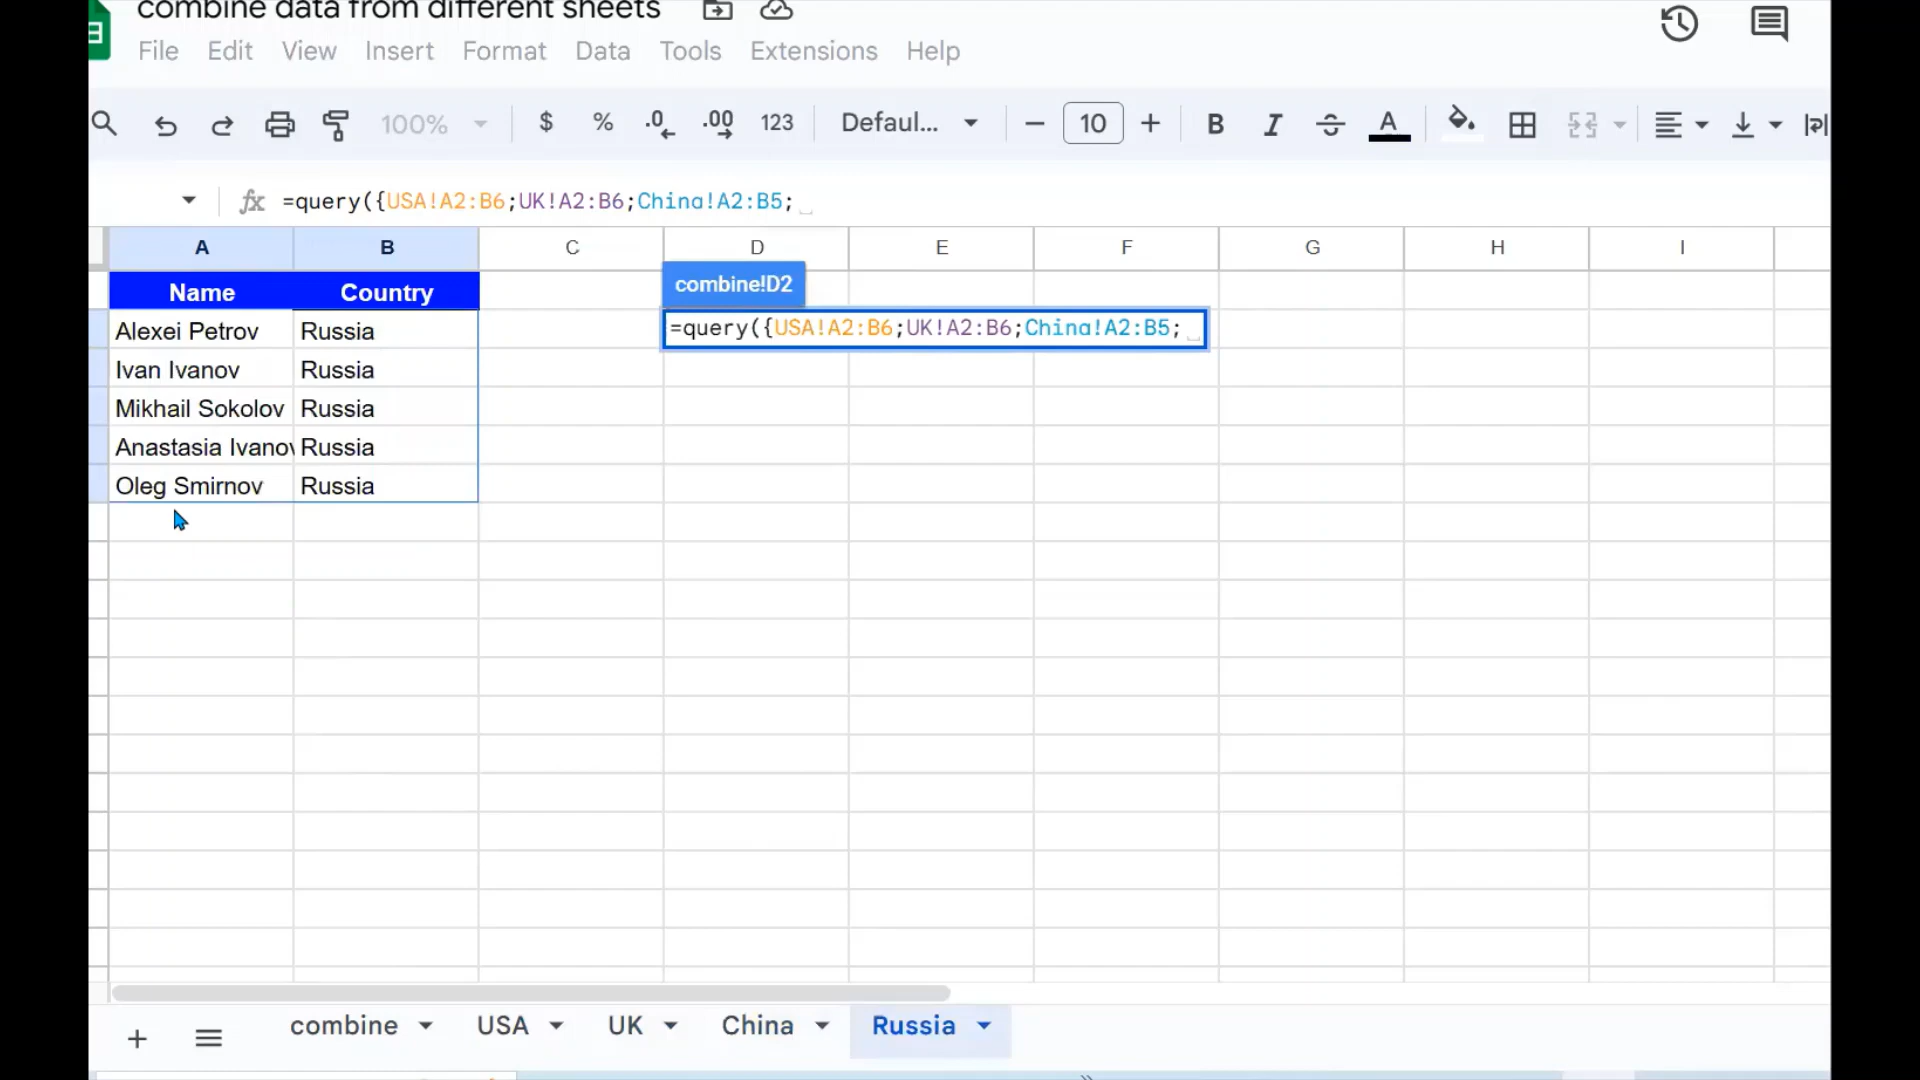 combine data from different sheets
File Edit View Insert Format Data Tools Extensions Help
100% $ % .0 .00 123 Defaul... 10 B I A
fx =query({USA!A2:B6;UK!A2:B6;China!A2:B5;
A B C D E F G H I
Name Country
combine!D2
Alexei Petrov Russia
=query({USA!A2:B6;UK!A2:B6;China!A2:B5;
Ivan Ivanov Russia
Mikhail Sokolov Russia
Anastasia Ivanov Russia
Oleg Smirnov Russia
combine USA UK China Russia